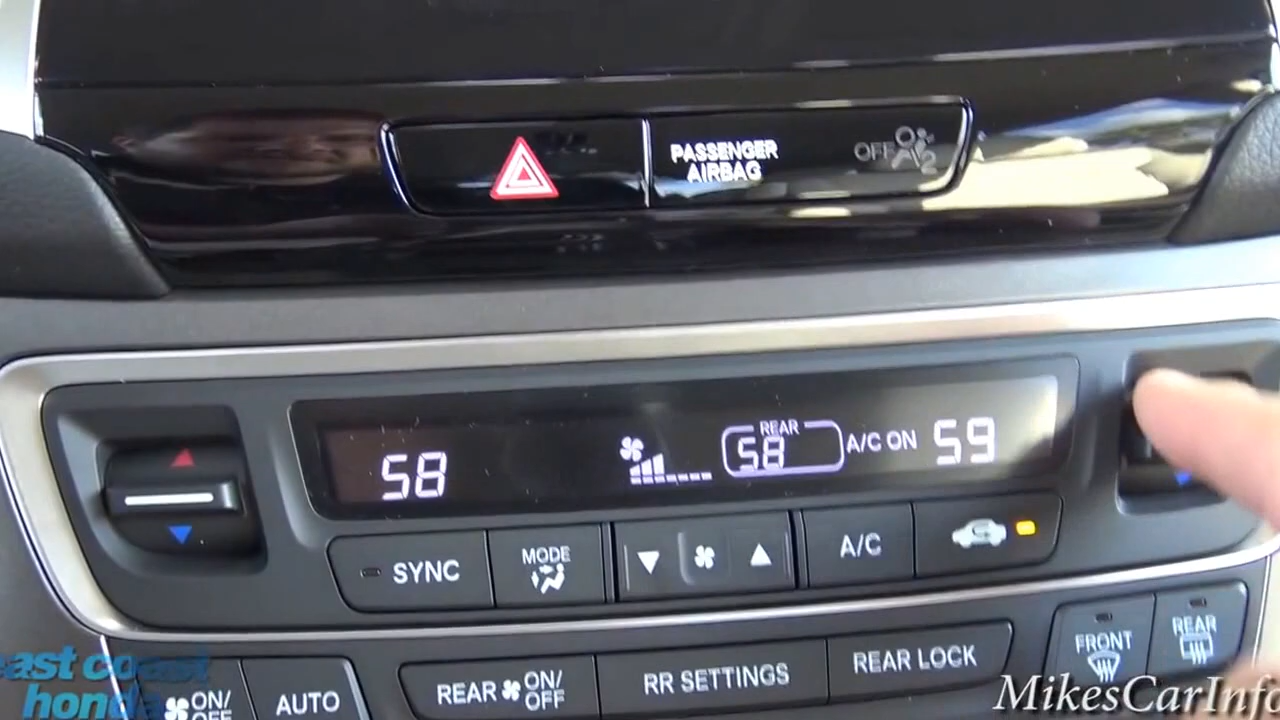 PASSENGER
AIRBAG
OFF
2
58
REAR
58
A/C ON
59
SYNC
MODE
A/C
ON/
OFF
AUTO
REAR
ON/
OFF
RR SETTINGS
REAR LOCK
FRONT
REAR
east coast
honda
MikesCarInfo